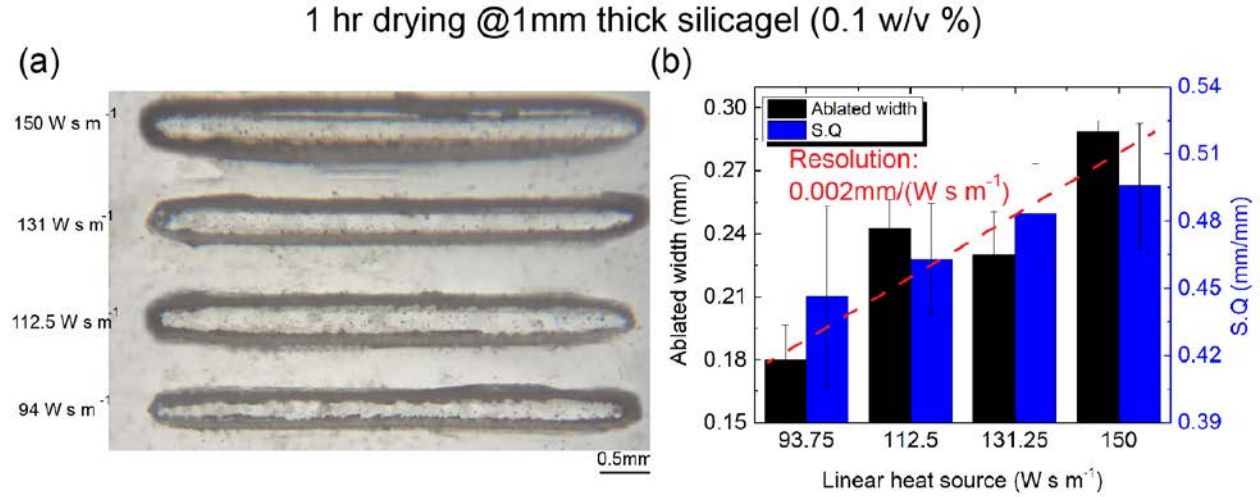 1 hr drying @1mm thick silicagel (0.1 w/v %)
(a)
150 W s m⁻¹
131 W s m⁻¹
112.5 W s m⁻¹
94 W s m⁻¹
0.5mm
(b)
Ablated width
S.Q
Resolution:
0.002mm/(W s m⁻¹)
Ablated width (mm)
0.30
0.27
0.24
0.21
0.18
0.15
S.Q (mm/mm)
0.54
0.51
0.48
0.45
0.42
0.39
93.75 112.5 131.25 150
Linear heat source (W s m⁻¹)